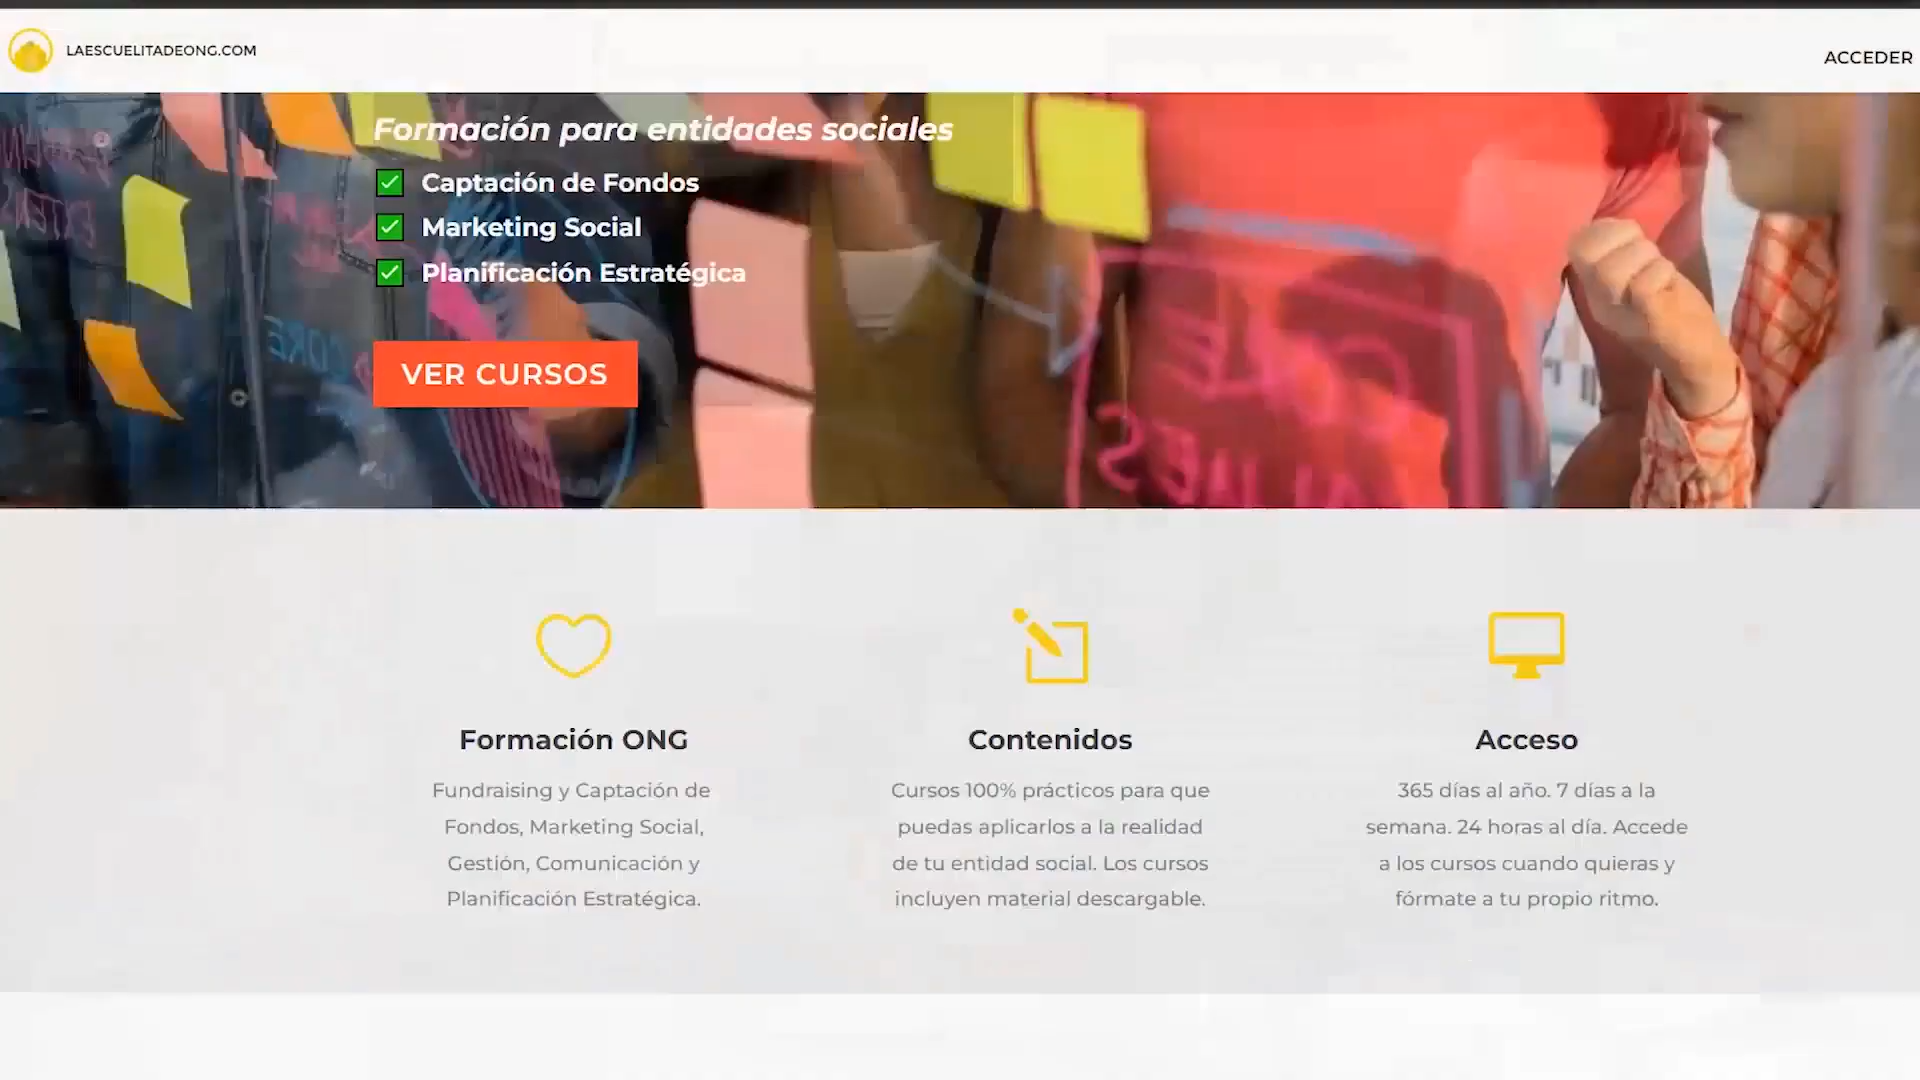 LAESCUELITADEONG.COM
ACCEDER
Formación para entidades sociales
Captación de Fondos
Marketing Social
Planificación Estratégica
VER CURSOS
Formación ONG
Fundraising y Captación de
Fondos, Marketing Social,
Gestión, Comunicación y
Planificación Estratégica.
Contenidos
Cursos 100% prácticos para que
puedas aplicarlos a la realidad
de tu entidad social. Los cursos
incluyen material descargable.
Acceso
365 días al año. 7 días a la
semana. 24 horas al día. Accede
a los cursos cuando quieras y
fórmate a tu propio ritmo.